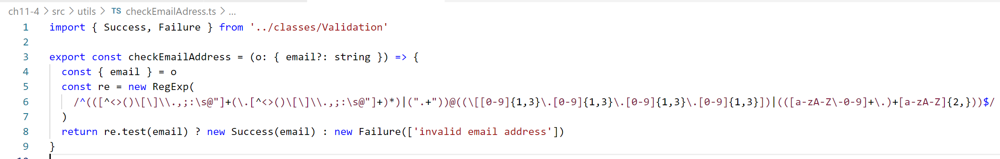 ch11-4 > src > utils > TS checkEmailAdress.ts > ...
1 import { Success, Failure } from '../classes/Validation'
2
3 export const checkEmailAddress = (o: { email?: string }) => {
4   const { email } = o
5   const re = new RegExp(
6     /^(([^<>()\[\]\\.,;:\s@"]+(\.[^<>()\[\]\\.,;:\s@"]+)*)|(".+"))@((\[[0-9]{1,3}\.[0-9]{1,3}\.[0-9]{1,3}\.[0-9]{1,3}])|(([a-zA-Z\-0-9]+\.)+[a-zA-Z]{2,}))$/
7   )
8   return re.test(email) ? new Success(email) : new Failure(['invalid email address'])
9 }
10